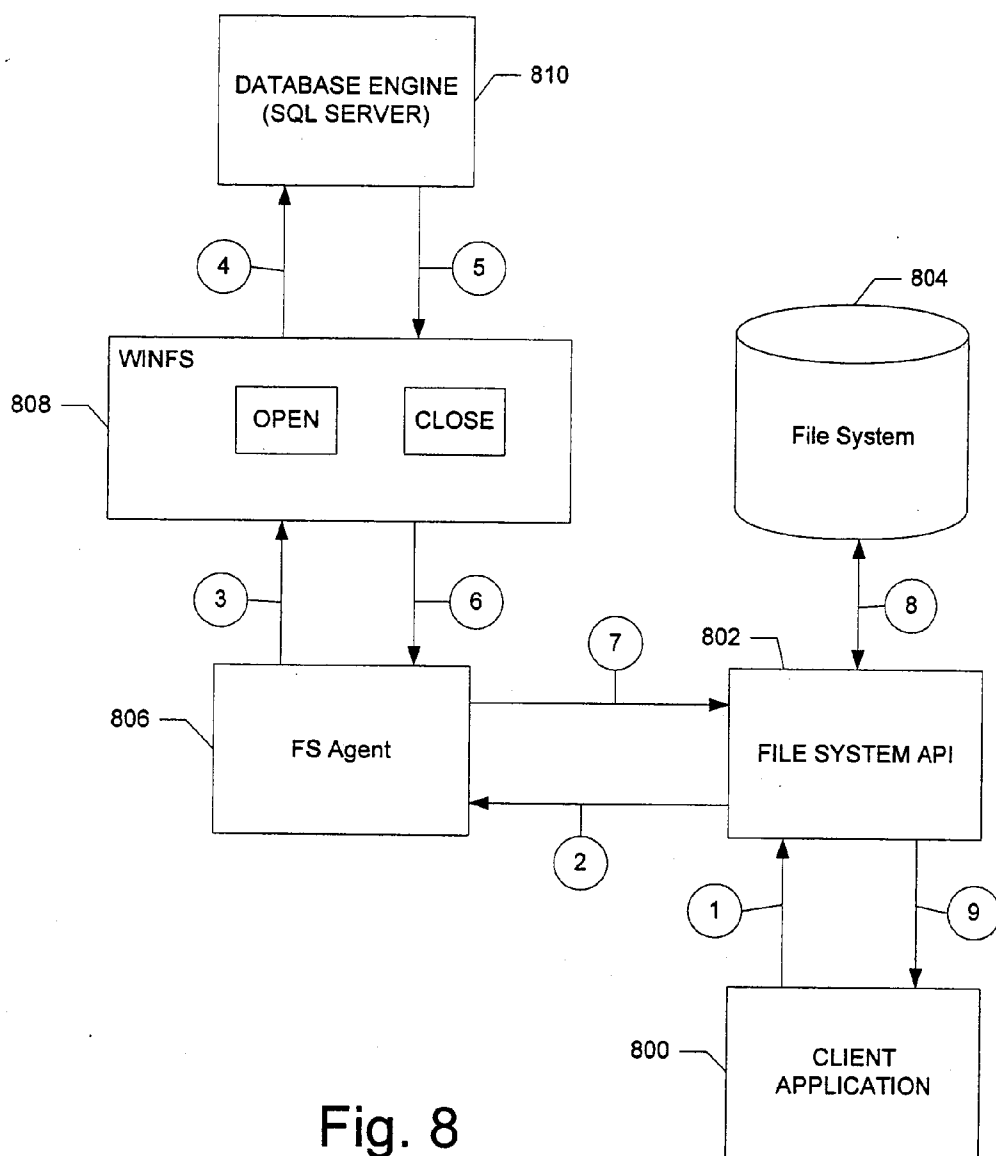 DATABASE ENGINE
(SQL SERVER)
810
4
5
804
WINFS
808
OPEN
CLOSE
File System
3
6
8
7
802
806
FS Agent
FILE SYSTEM API
2
1
9
800
CLIENT
APPLICATION
Fig. 8